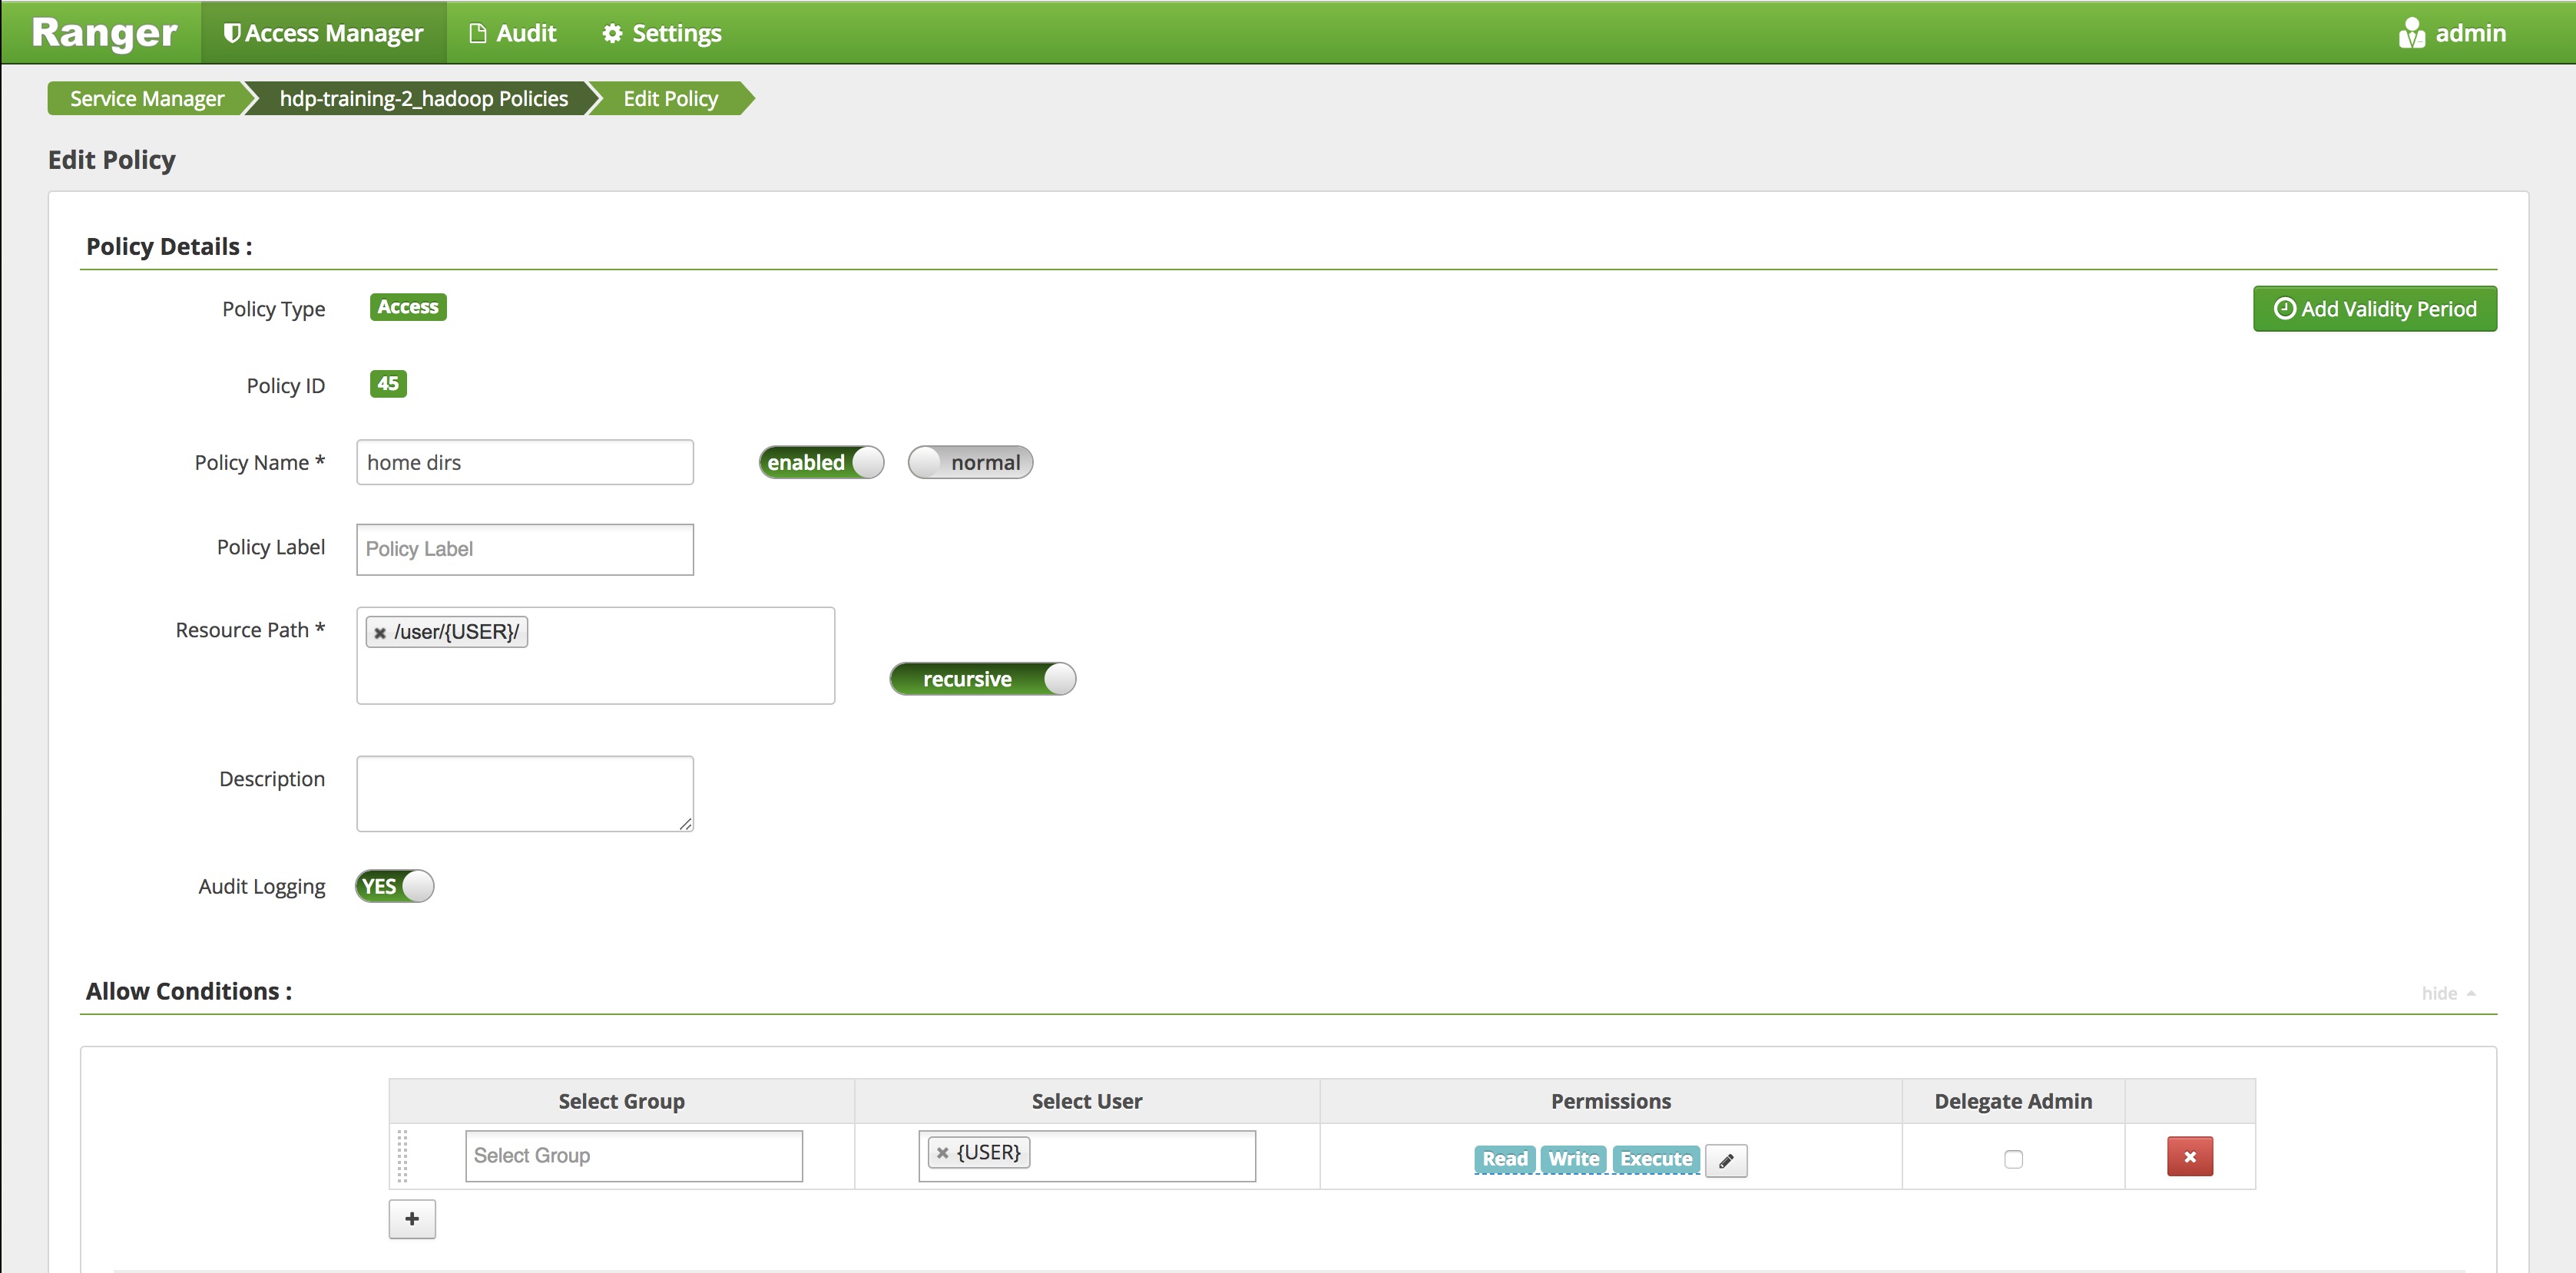 Ranger Access Manager Audit Settings admin
Service Manager hdp-training-2_hadoop Policies Edit Policy
Edit Policy
Policy Details :
Policy Type Access Add Validity Period
Policy ID 45
Policy Name * home dirs enabled normal
Policy Label Policy Label
Resource Path * /user/{USER}/
recursive
Description
Audit Logging YES
Allow Conditions : hide
Select Group Select User Permissions Delegate Admin
Select Group {USER} Read Write Execute